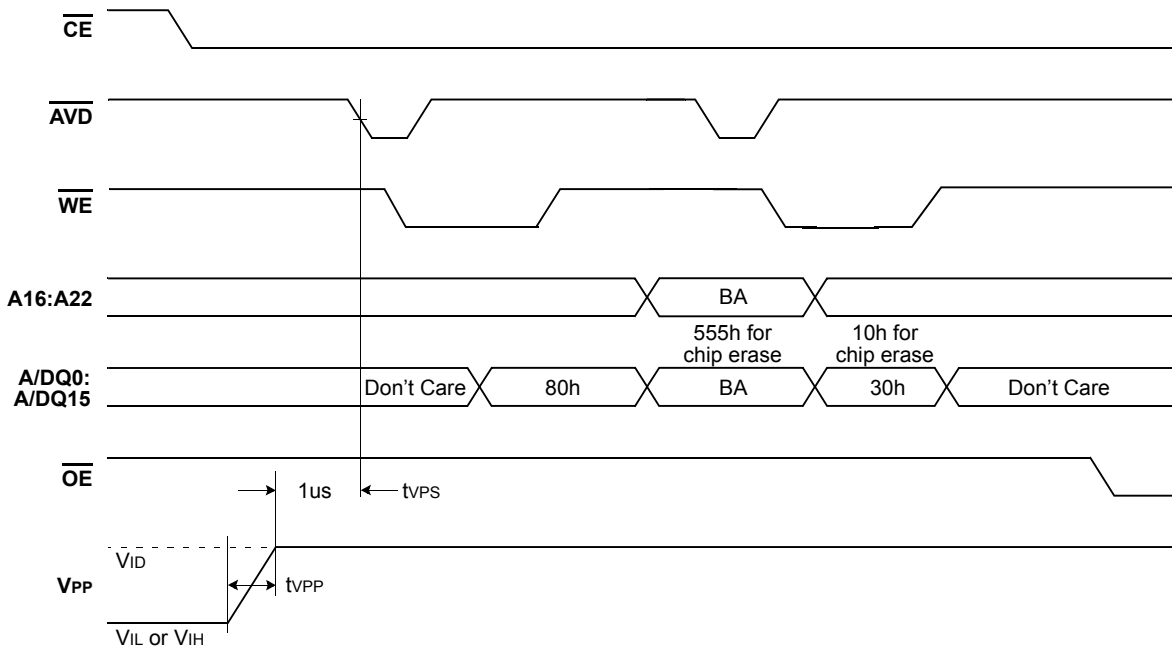 CE
AVD
WE
A16:A22
BA
555h for
chip erase
10h for
chip erase
A/DQ0:
A/DQ15
Don't Care
80h
BA
30h
Don't Care
OE
1us
tVPS
VID
VPP
tVPP
VIL or VIH